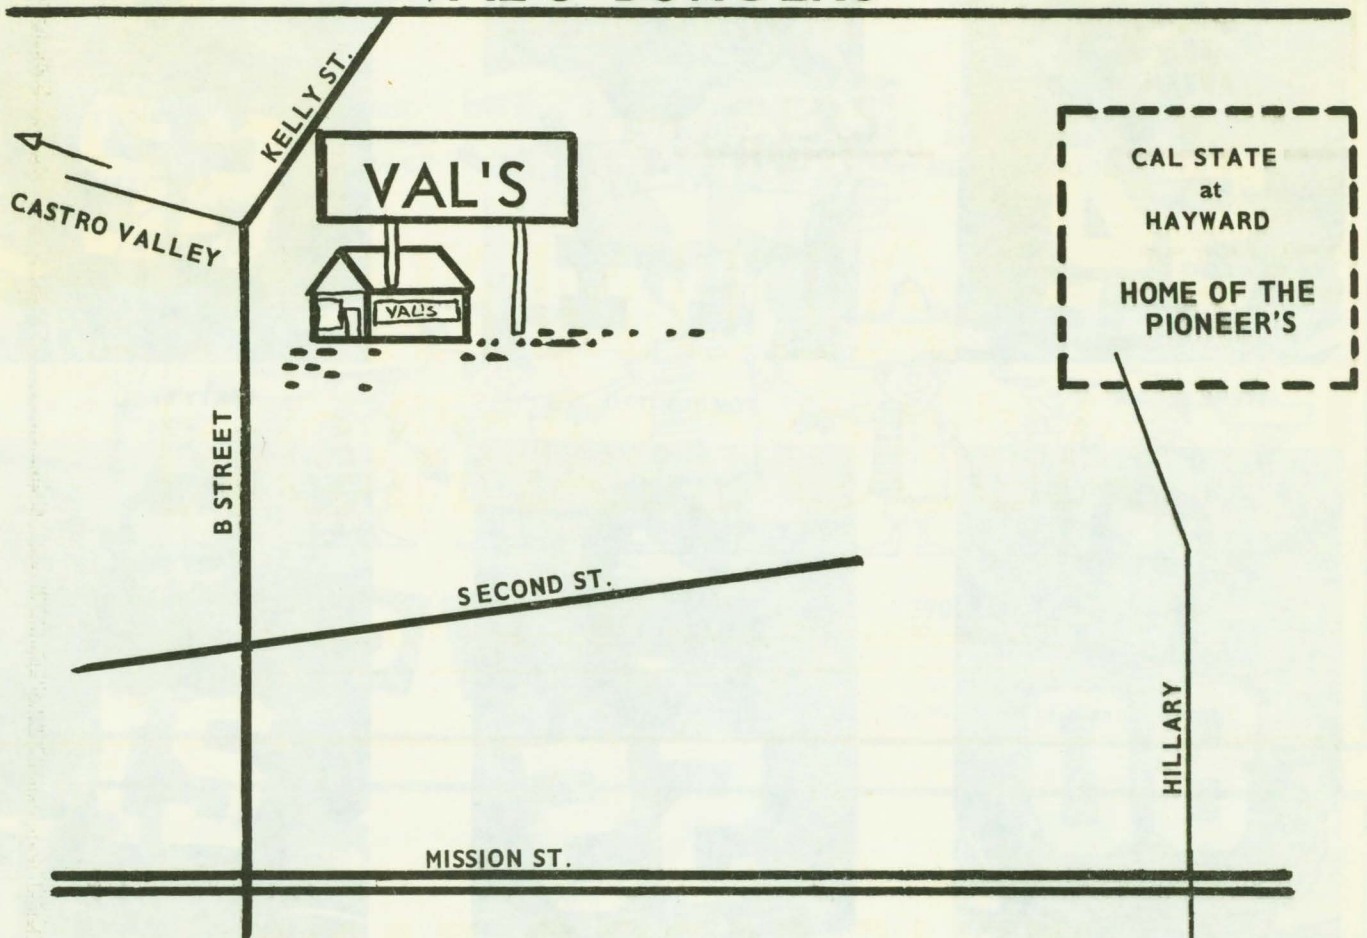 KELLY ST.
VAL'S
CASTRO VALLEY
VAL'S
CAL STATE
at
HAYWARD
HOME OF THE
PIONEER'S
B STREET
SECOND ST.
HILLARY
MISSION ST.